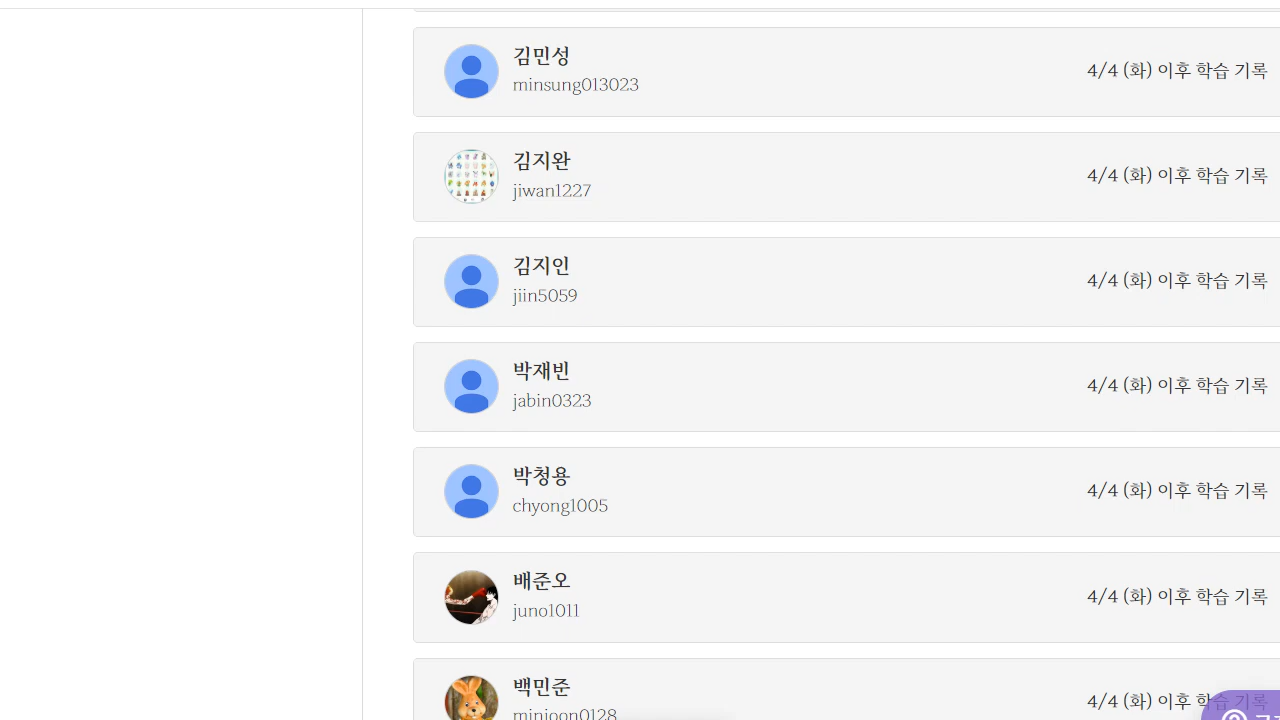 김민성
minsung013023
4/4 (화) 이후 학습 기록
김지완
jiwan1227
4/4 (화) 이후 학습 기록
김지인
jiin5059
4/4 (화) 이후 학습 기록
박재빈
jabin0323
4/4 (화) 이후 학습 기록
박청용
chyong1005
4/4 (화) 이후 학습 기록
배준오
juno1011
4/4 (화) 이후 학습 기록
백민준
minjoon0128
4/4 (화) 이후 학습 기록